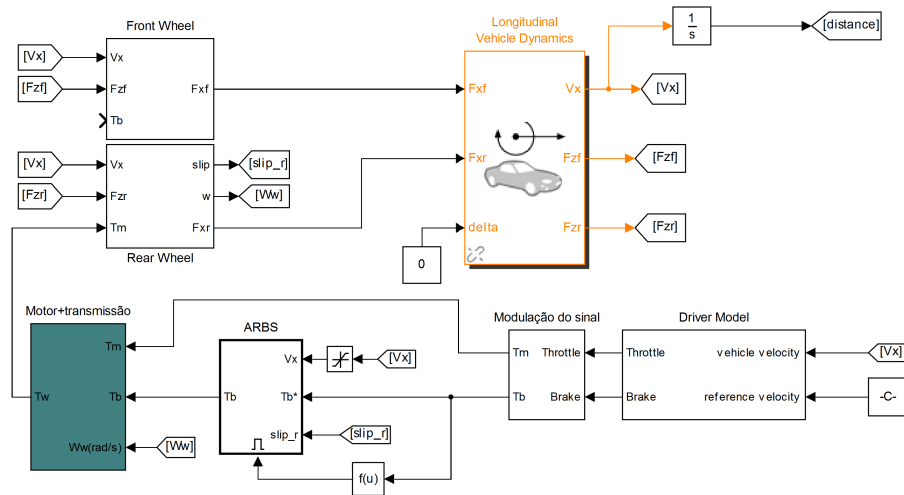 Front Wheel
[Vx]
[Fzf]
Vx
Fzf
Tb
Fxf
[Vx]
[Fzr]
Vx
Fzr
Tm
slip
w
Fxr
[slip_r]
[Ww]
Rear Wheel
Longitudinal
Vehicle Dynamics
Fxf
Fxr
delta
Vx
Fzf
Fzr
0
1
s
[distance]
[Vx]
[Fzf]
[Fzr]
Motor+transmissão
Tm
Tw
Tb
Ww(rad/s)
[Ww]
ARBS
Vx
Tb
Tb*
slip_r
[Vx]
[slip_r]
f(u)
Modulação do sinal
Tm
Throttle
Tb
Brake
Driver Model
Throttle
vehicle velocity
Brake
reference velocity
[Vx]
-C-